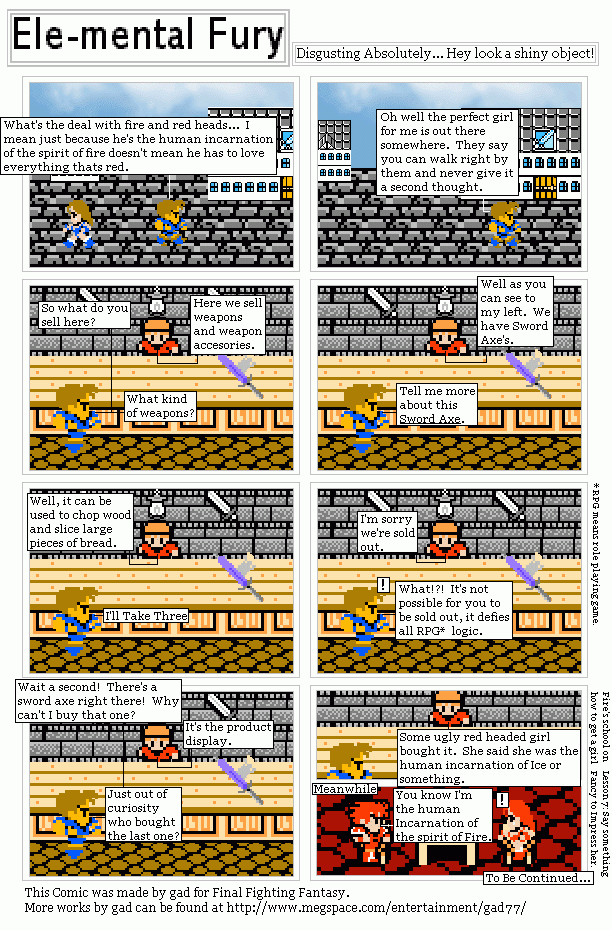 Ele-mental Fury
Disgusting Absolutely... Hey look a shiny object!
What's the deal with fire and red heads... I
mean just because he's the human incarnation
of the spirit of fire doesn't mean he has to love
everything thats red.
Oh well the perfect girl
for me is out there
somewhere. They say
you can walk right by
them and never give it
a second thought.
So what do you
sell here?
Here we sell
weapons
and weapon
accesories.
What kind
of weapons?
Well as you
can see to
my left. We
have Sword
Axe's.
Tell me more
about this
Sword Axe.
Well, it can be
used to chop wood
and slice large
pieces of bread.
I'll Take Three
I'm sorry
we're sold
out.
!
What!?! It's not
possible for you to
be sold out, it defies
all RPG* logic.
*RPG means role playing game.
Wait a second! There's a
sword axe right there! Why
can't I buy that one?
It's the product
display.
Just out of
curiosity
who bought
the last one?
Some ugly red headed girl
bought it. She said she was the
human incarnation of Ice or
something.
Meanwhile
You know I'm
the human
Incarnation of
the spirit of Fire.
!
To Be Continued...
Fire's school on Lesson 7: Say something
how to get a girl Fancy to Impress her.
This Comic was made by gad for Final Fighting Fantasy.
More works by gad can be found at http://www.megspace.com/entertainment/gad77/